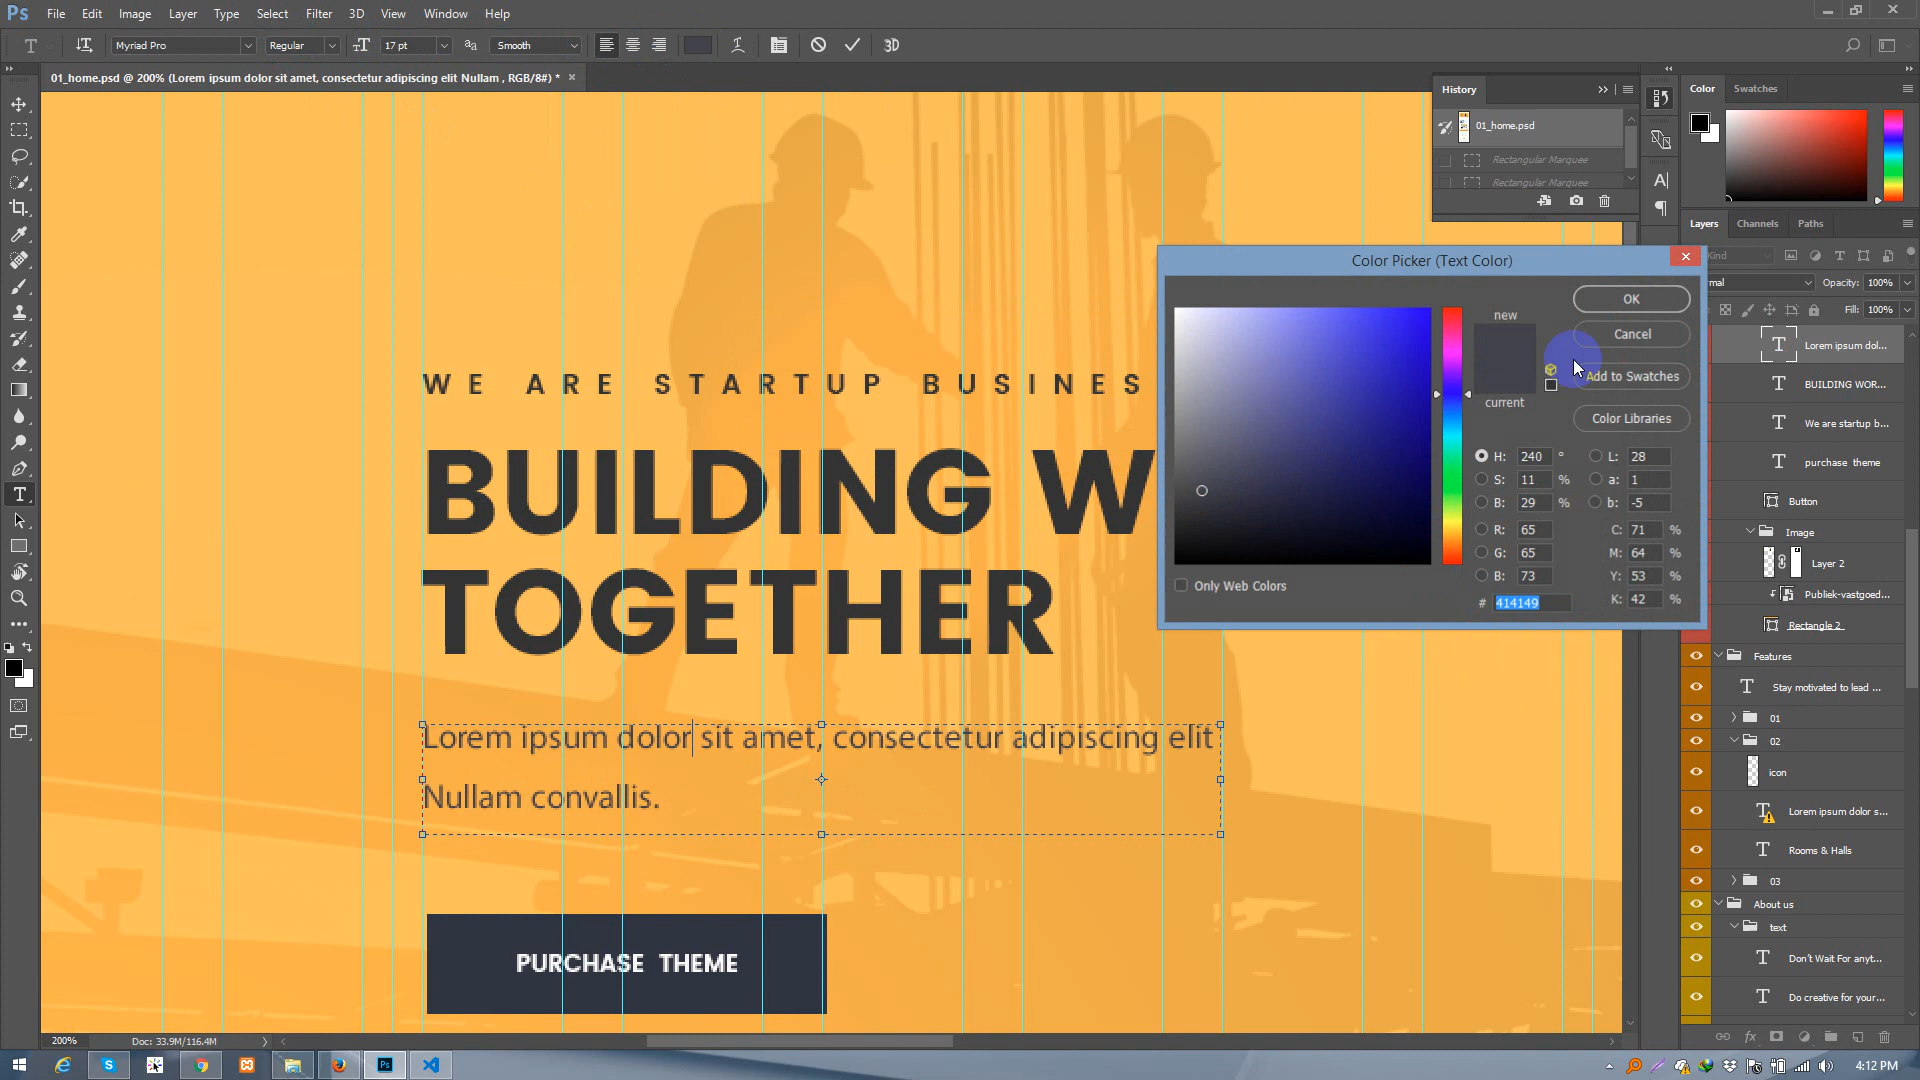 Ps File Edit Image Layer Type Select Filter 3D View Window Help
Myriad Pro Regular 17 pt Smooth 3D
01_home.psd @ 200% (Lorem ipsum dolor sit amet, consectetur adipiscing elit Nullam , RGB/8#) *
History
01_home.psd
Rectangular Marquee
Rectangular Marquee
Color Swatches
Layers Channels Paths
Kind
mal Opacity: 100%
Fill: 100%
Lorem ipsum dol...
BUILDING WOR...
We are startup b...
purchase theme
Button
Image
Layer 2
Publiek-vastgoed...
Rectangle 2
Features
Stay motivated to lead ...
01
02
icon
Lorem ipsum dolor s...
Rooms & Halls
03
About us
text
Don't Wait For anyt...
Do creative for your...
Color Picker (Text Color)
new
current
OK
Cancel
Add to Swatches
Color Libraries
H: 240 ° L: 28
S: 11 % a: 1
B: 29 % b: -5
R: 65 C: 71 %
G: 65 M: 64 %
B: 73 Y: 53 %
# 414149 K: 42 %
Only Web Colors
WE ARE STARTUP BUSINES
BUILDING W
TOGETHER
Lorem ipsum dolor sit amet, consectetur adipiscing elit
Nullam convallis.
PURCHASE THEME
200% Doc: 33.9M/116.4M
4:12 PM